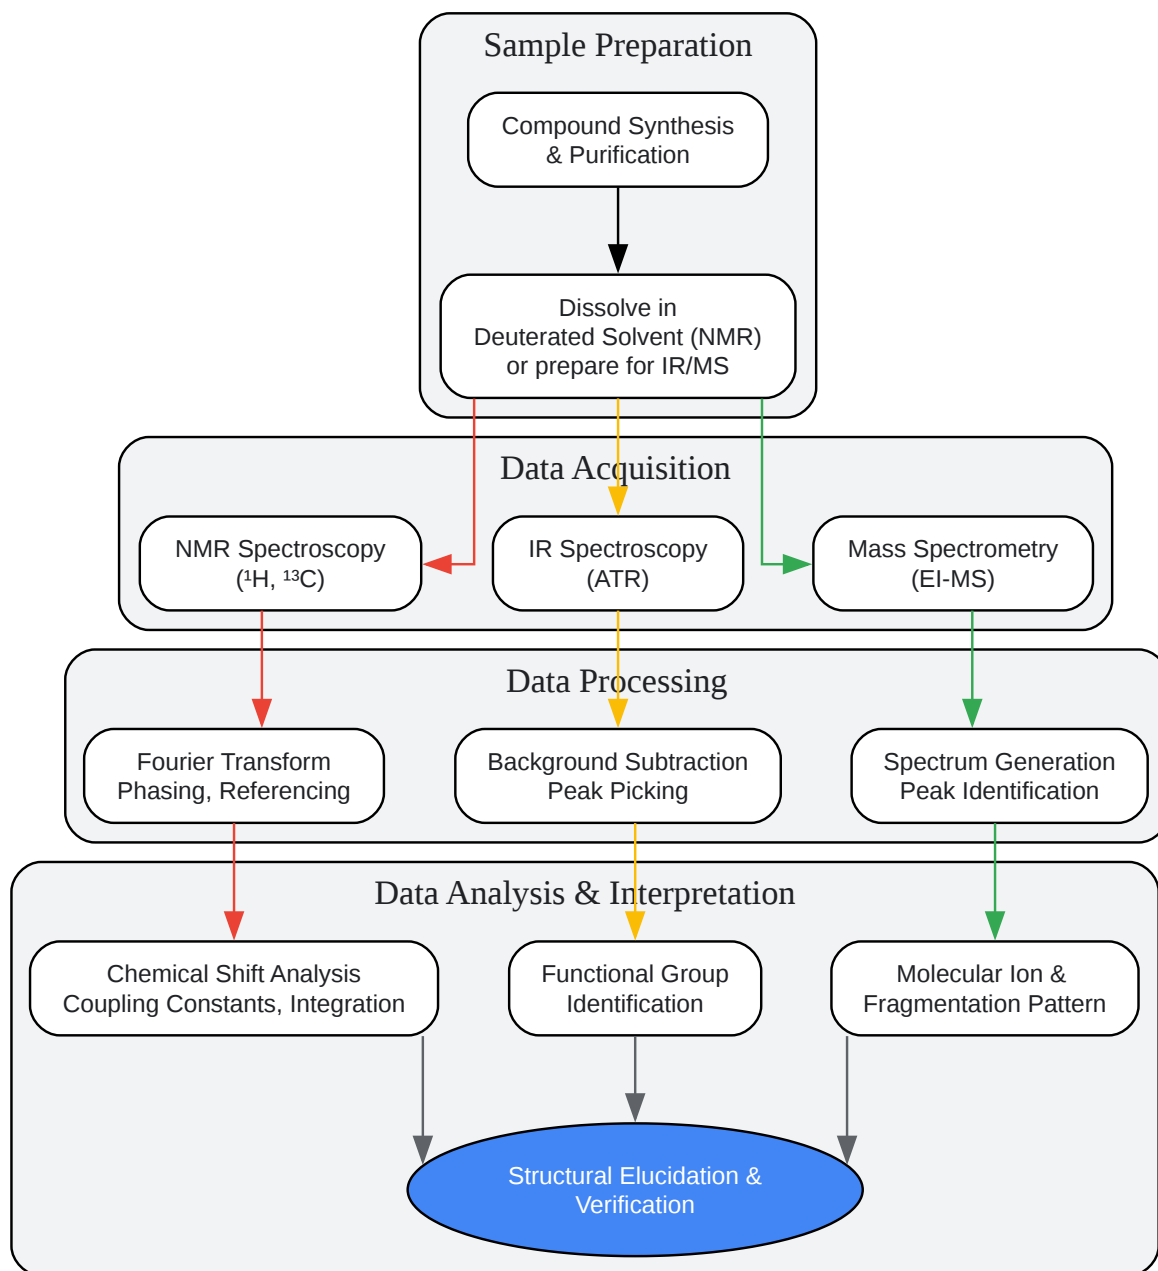 Sample Preparation
Compound Synthesis
& Purification
Dissolve in
Deuterated Solvent (NMR)
or prepare for IR/MS
Data Acquisition
NMR Spectroscopy
(¹H, ¹³C)
IR Spectroscopy
(ATR)
Mass Spectrometry
(EI-MS)
Data Processing
Fourier Transform
Phasing, Referencing
Background Subtraction
Peak Picking
Spectrum Generation
Peak Identification
Data Analysis & Interpretation
Chemical Shift Analysis
Coupling Constants, Integration
Functional Group
Identification
Molecular Ion &
Fragmentation Pattern
Structural Elucidation &
Verification